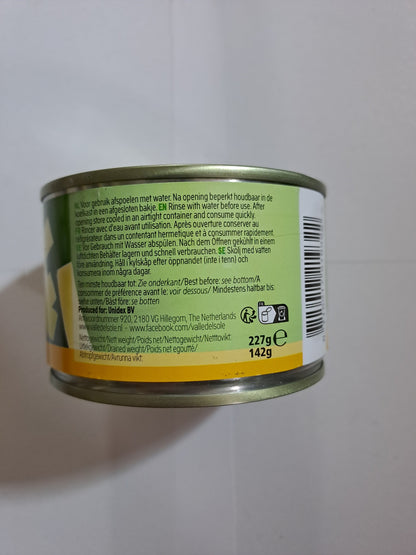 NL Voor gebruik afspoelen met water. Na opening beperkt houdbaar in de
koelkast in een afgesloten bakje. EN Rinse with water before use. After
opening store cooled in an airtight container and consume quickly.
FR Rincer avec d'eau avant utilisation. Après ouverture conserver au
réfrigérateur dans un contentant hermetique et à consummer rapidement.
DE Vor Gebrauch mit Wasser abspülen. Nach dem Öffnen gekühlt in einem
luftdichten Behälter lagern und schnell verbrauchen. SE Skölj med vatten
före användning. Håll i kylskåp efter öppnandet (inte i tenn) och
konsumera inom några dagar.
Ten minste houdbaar tot: Zie onderkant/ Best before: see bottom/A
consommer de préférence avant le: voir dessous/ Mindestens haltbar bis:
siehe unten/ Bäst före: se botten
Produced for: Unidex BV
920, 2180 VG Hillegom, The Netherlands
www.valledelsole.nl - www.facebook.com/valledelsole
Nettogewicht/Nett weight/Poids net/Nettogewicht/Nettovikt: 227g ℮
Uitlekgewicht/Drained weight/Poids net egoutté/ 142g
Abtropfgewicht/Avrunna vikt: